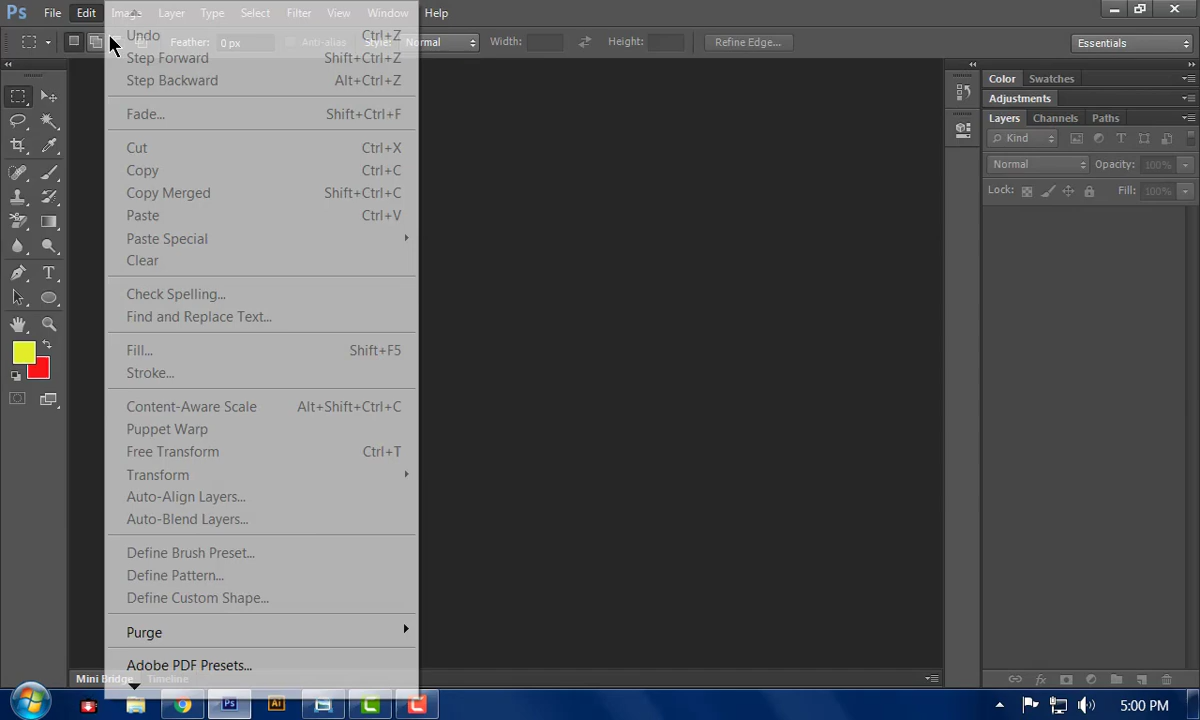 Ps File Edit Image Layer Type Select Filter View Window Help
Feather: 0 px Anti-alias Style: Normal Width: Height: Refine Edge... Essentials
Undo Ctrl+Z
Step Forward Shift+Ctrl+Z
Step Backward Alt+Ctrl+Z
Fade... Shift+Ctrl+F
Cut Ctrl+X
Copy Ctrl+C
Copy Merged Shift+Ctrl+C
Paste Ctrl+V
Paste Special
Clear
Check Spelling...
Find and Replace Text...
Fill... Shift+F5
Stroke...
Content-Aware Scale Alt+Shift+Ctrl+C
Puppet Warp
Free Transform Ctrl+T
Transform
Auto-Align Layers...
Auto-Blend Layers...
Define Brush Preset...
Define Pattern...
Define Custom Shape...
Purge
Adobe PDF Presets...
Color Swatches
Adjustments
Layers Channels Paths
Kind
Normal Opacity: 100%
Lock: Fill: 100%
Mini Bridge Timeline
Ps Ai 5:00 PM